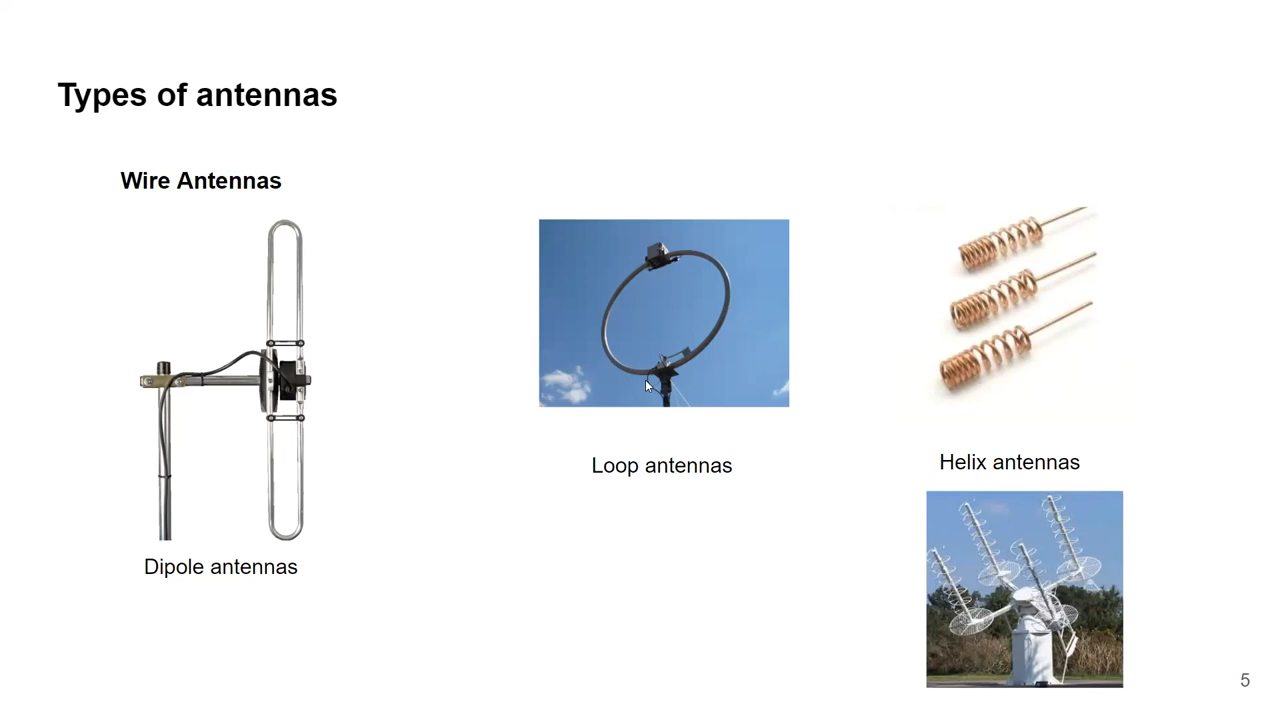 Types of antennas
Wire Antennas
Dipole antennas
Loop antennas
Helix antennas
5